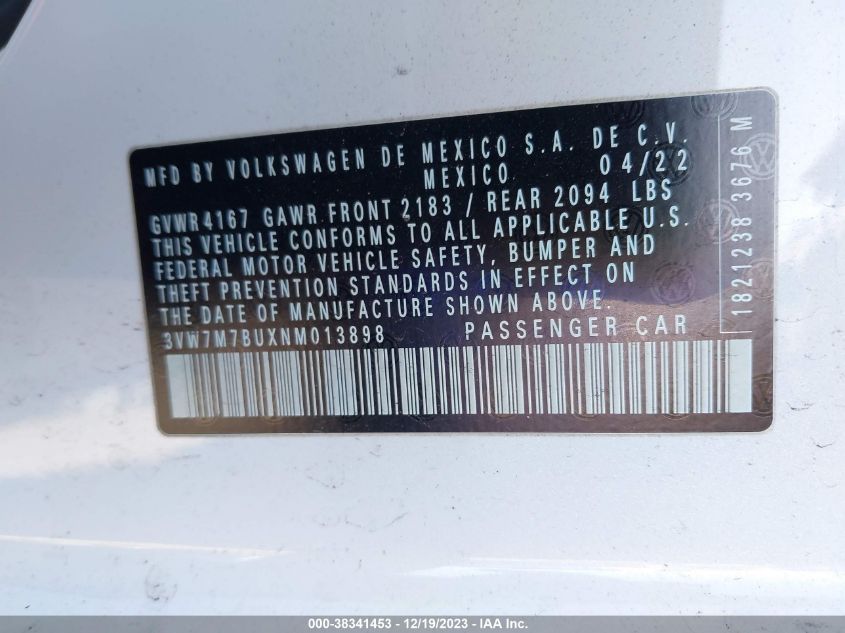 MFD BY VOLKSWAGEN DE MEXICO S.A. DE C.V.
MEXICO 04/22
GVWR4167 GAWR FRONT 2183 / REAR 2094 LBS
THIS VEHICLE CONFORMS TO ALL APPLICABLE U.S.
FEDERAL MOTOR VEHICLE SAFETY, BUMPER AND
THEFT PREVENTION STANDARDS IN EFFECT ON
THE DATE OF MANUFACTURE SHOWN ABOVE.
3VW7M7BUXNM013898 PASSENGER CAR
1821238 3676 M
000-38341453 - 12/19/2023 - IAA Inc.